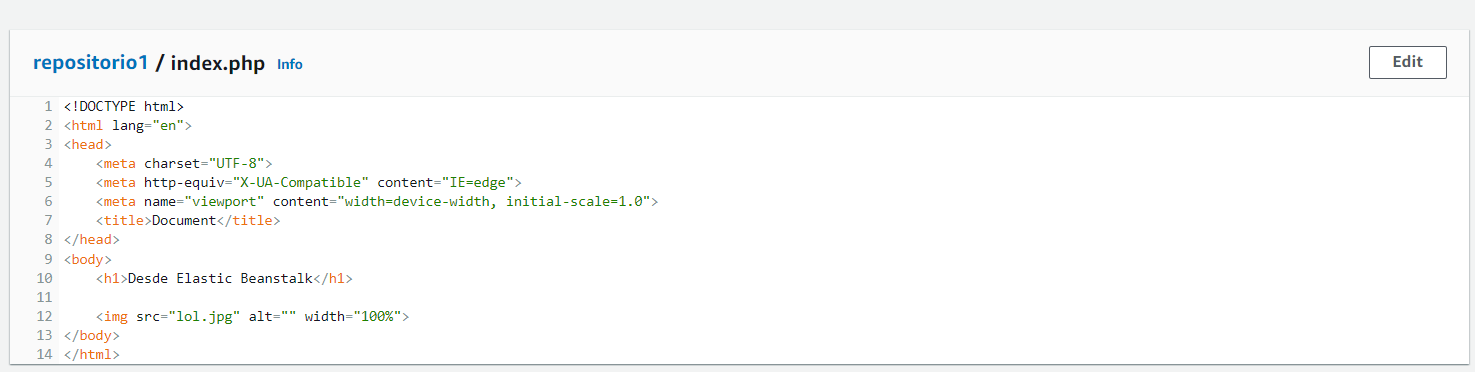 repositorio1 / index.php Info
Edit
1 <!DOCTYPE html>
2 <html lang="en">
3 <head>
4     <meta charset="UTF-8">
5     <meta http-equiv="X-UA-Compatible" content="IE=edge">
6     <meta name="viewport" content="width=device-width, initial-scale=1.0">
7     <title>Document</title>
8 </head>
9 <body>
10     <h1>Desde Elastic Beanstalk</h1>
11
12     <img src="lol.jpg" alt="" width="100%">
13 </body>
14 </html>